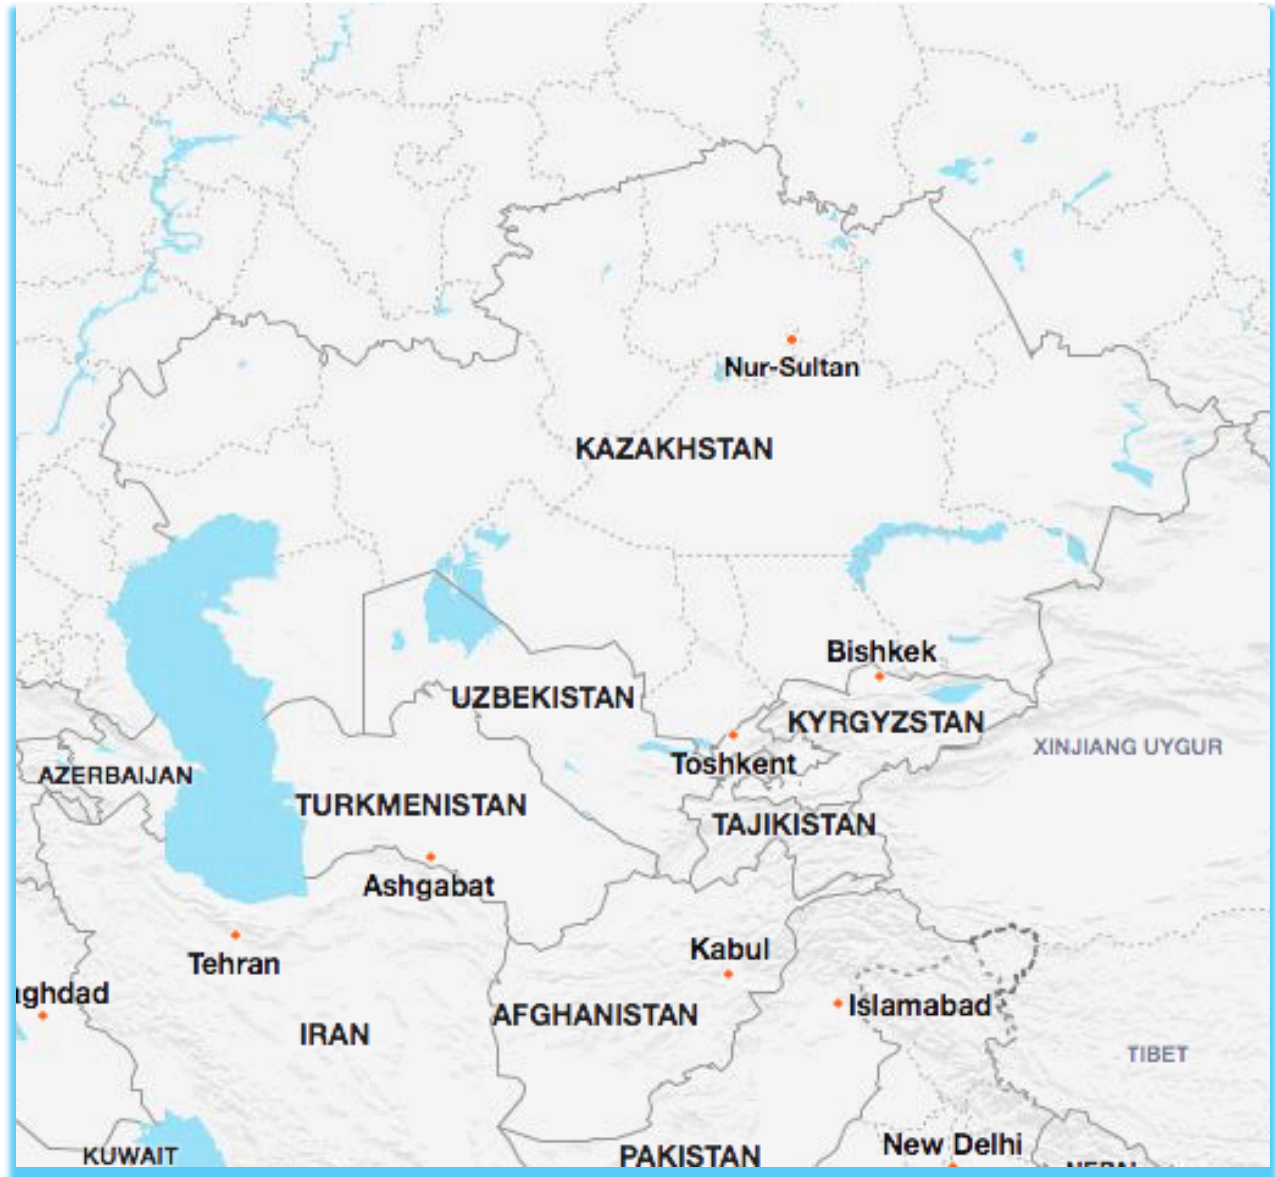 Nur-Sultan
KAZAKHSTAN
Bishkek
UZBEKISTAN
KYRGYZSTAN
XINJIANG UYGUR
Toshkent
AZERBAIJAN
TURKMENISTAN
TAJIKISTAN
Ashgabat
Kabul
Tehran
aghdad
Islamabad
AFGHANISTAN
IRAN
TIBET
New Delhi
KUWAIT
PAKISTAN